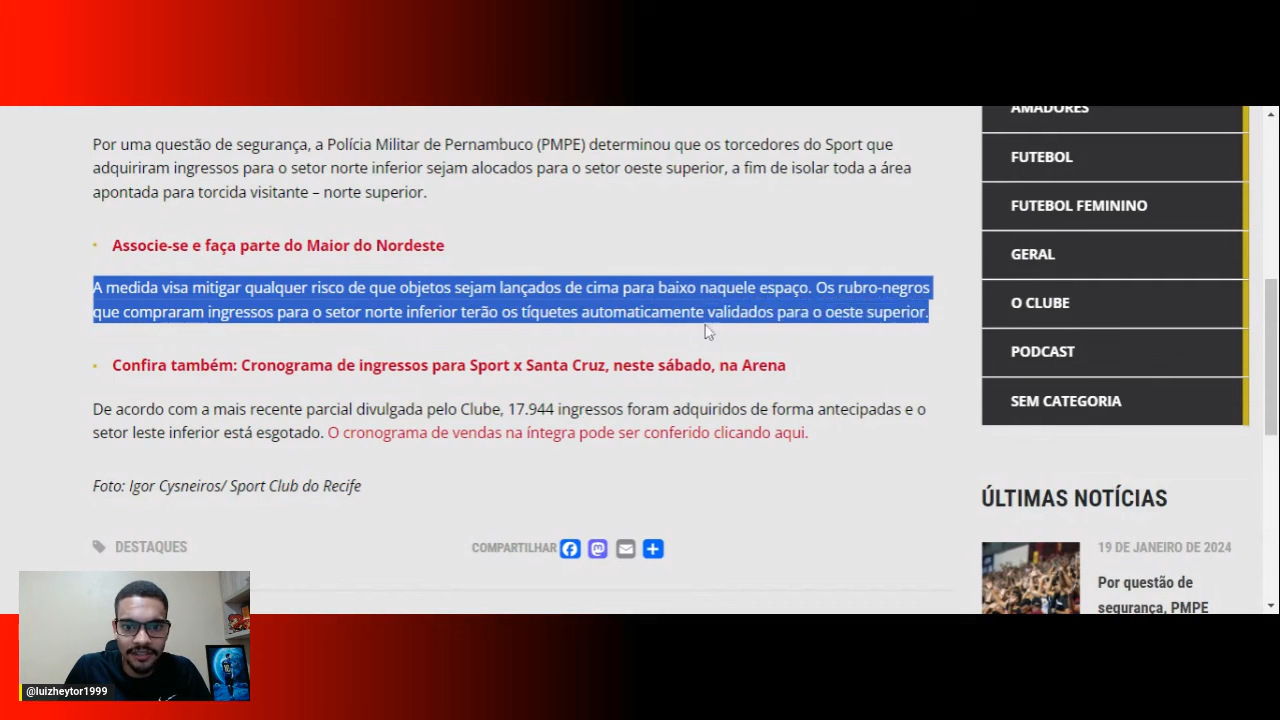 Por uma questão de segurança, a Polícia Militar de Pernambuco (PMPE) determinou que os torcedores do Sport que
adquiriram ingressos para o setor norte inferior sejam alocados para o setor oeste superior, a fim de isolar toda a área
apontada para torcida visitante – norte superior.
Associe-se e faça parte do Maior do Nordeste
A medida visa mitigar qualquer risco de que objetos sejam lançados de cima para baixo naquele espaço. Os rubro-negros
que compraram ingressos para o setor norte inferior terão os tíquetes automaticamente validados para o oeste superior.
Confira também: Cronograma de ingressos para Sport x Santa Cruz, neste sábado, na Arena
De acordo com a mais recente parcial divulgada pelo Clube, 17.944 ingressos foram adquiridos de forma antecipadas e o
setor leste inferior está esgotado. O cronograma de vendas na íntegra pode ser conferido clicando aqui.
Foto: Igor Cysneiros/ Sport Club do Recife
DESTAQUES
COMPARTILHAR
AMADORES
FUTEBOL
FUTEBOL FEMININO
GERAL
O CLUBE
PODCAST
SEM CATEGORIA
ÚLTIMAS NOTÍCIAS
19 DE JANEIRO DE 2024
Por questão de
segurança, PMPE
@luizheytor1999